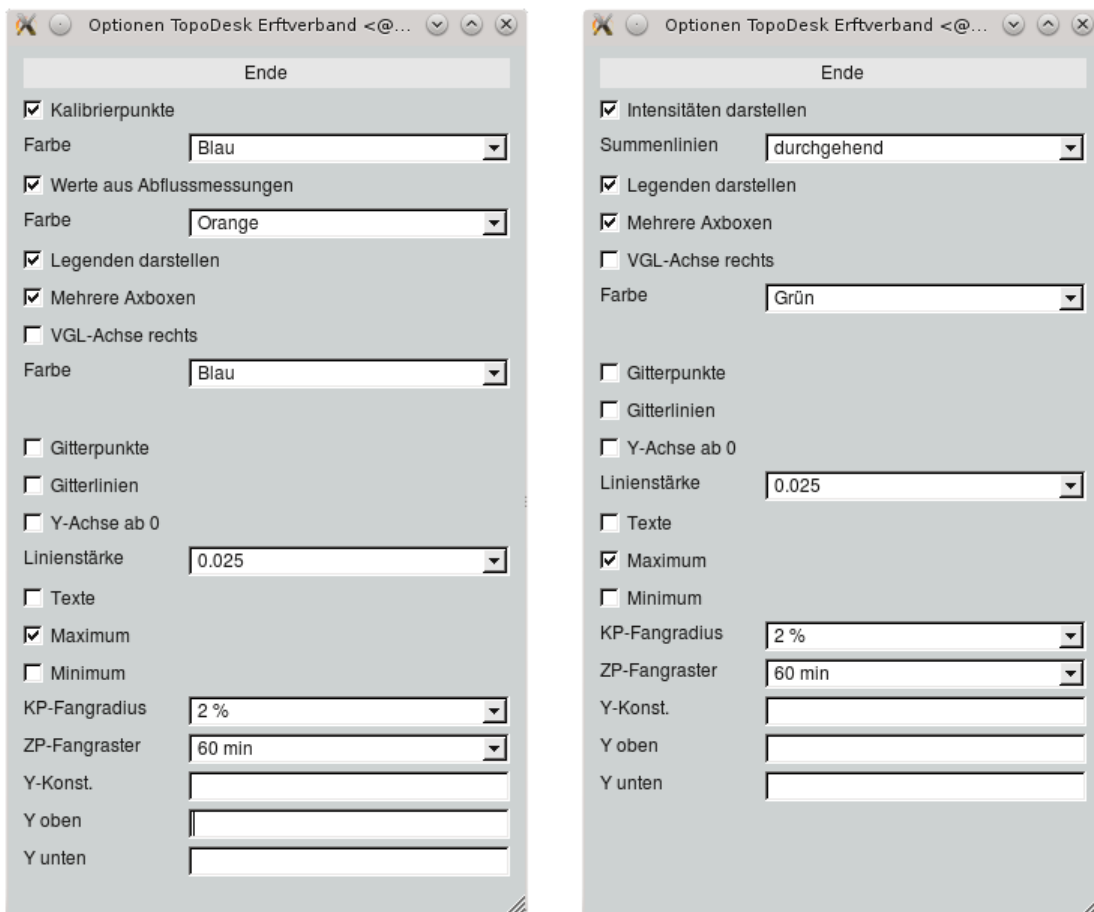 Optionen TopoDesk Erftverband <@...
Ende
Kalibrierpunkte
Farbe Blau
Werte aus Abflussmessungen
Farbe Orange
Legenden darstellen
Mehrere Axboxen
VGL-Achse rechts
Farbe Blau
Gitterpunkte
Gitterlinien
Y-Achse ab 0
Linienstärke 0.025
Texte
Maximum
Minimum
KP-Fangradius 2 %
ZP-Fangraster 60 min
Y-Konst.
Y oben
Y unten
Optionen TopoDesk Erftverband <@...
Ende
Intensitäten darstellen
Summenlinien durchgehend
Legenden darstellen
Mehrere Axboxen
VGL-Achse rechts
Farbe Grün
Gitterpunkte
Gitterlinien
Y-Achse ab 0
Linienstärke 0.025
Texte
Maximum
Minimum
KP-Fangradius 2 %
ZP-Fangraster 60 min
Y-Konst.
Y oben
Y unten